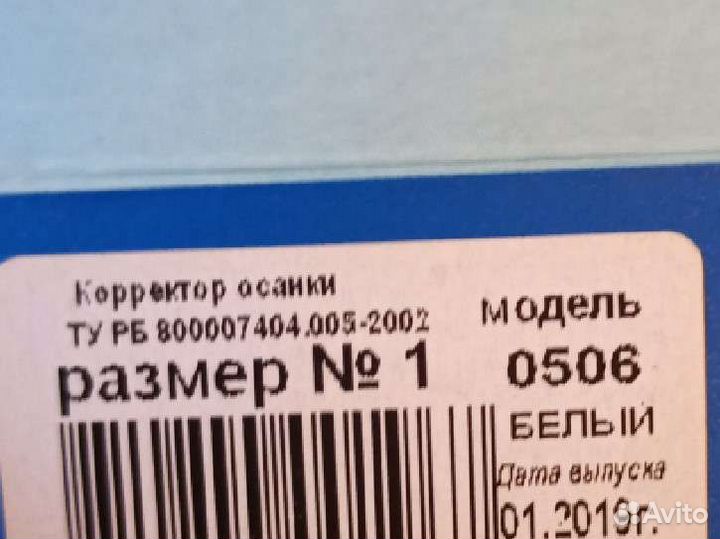 Корректор осанки
ТУ РБ 800007404.005-2002
размер № 1
модель
0506
БЕЛЫЙ
Дата выпуска
Avito